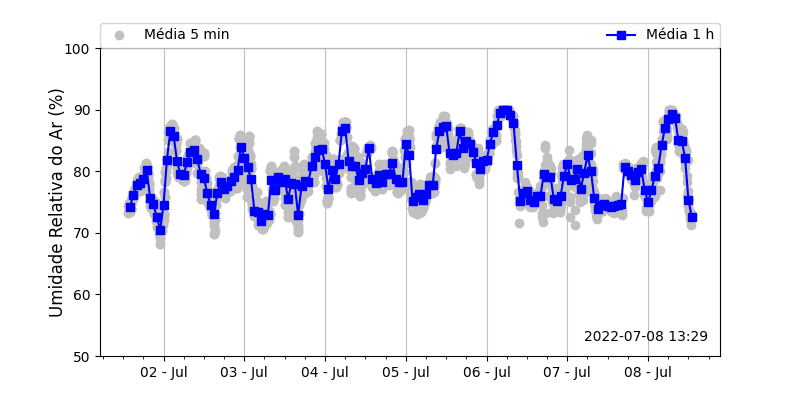 Média 5 min
Média 1 h
Umidade Relativa do Ar (%)
100
90
80
70
60
50
2022-07-08 13:29
02 - Jul
03 - Jul
04 - Jul
05 - Jul
06 - Jul
07 - Jul
08 - Jul